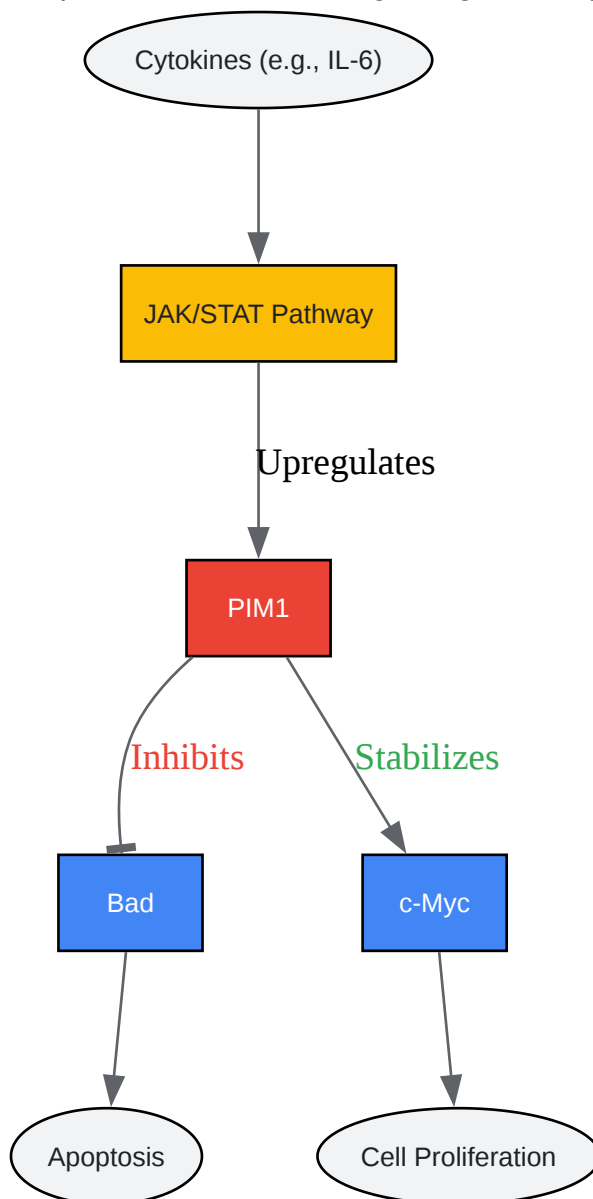 Cytokines (e.g., IL-6)
JAK/STAT Pathway
Upregulates
PIM1
Inhibits
Stabilizes
Bad
c-Myc
Apoptosis
Cell Proliferation